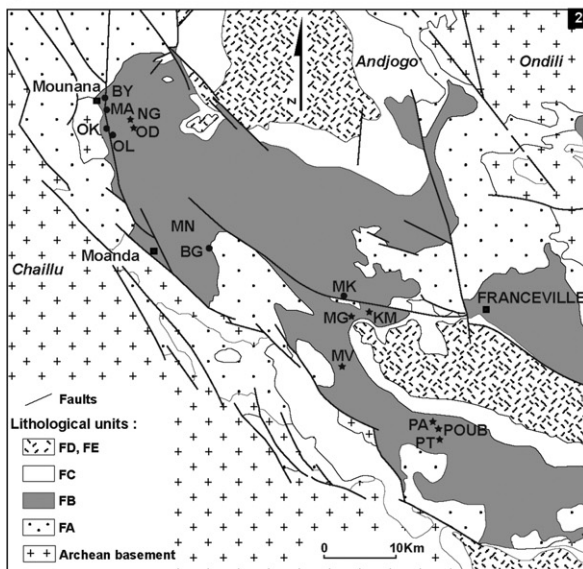 2
Andjogo
Ondili
Mounana
BY
MA
NG
OK
OD
OL
MN
BG
Chaillu
Moanda
MK
FRANCEVILLE
MG
KM
MV
PA
POUB
PT
Faults
Lithological units :
FD, FE
FC
FB
FA
Archean basement
0 10Km
N